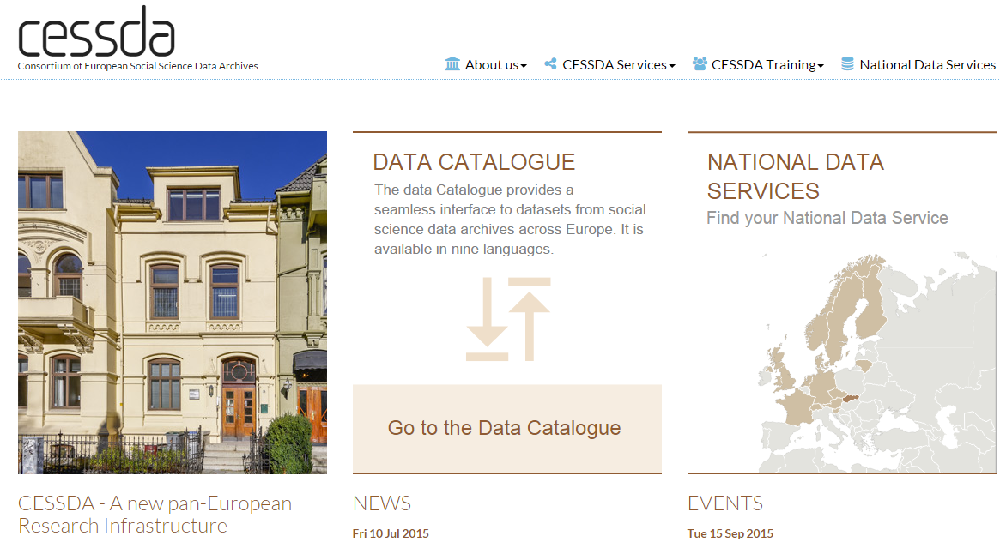 cessda
Consortium of European Social Science Data Archives
About us
CESSDA Services
CESSDA Training
National Data Services
DATA CATALOGUE
The data Catalogue provides a
seamless interface to datasets from social
science data archives across Europe. It is
available in nine languages.
Go to the Data Catalogue
NATIONAL DATA
SERVICES
Find your National Data Service
CESSDA - A new pan-European
Research Infrastructure
NEWS
Fri 10 Jul 2015
EVENTS
Tue 15 Sep 2015